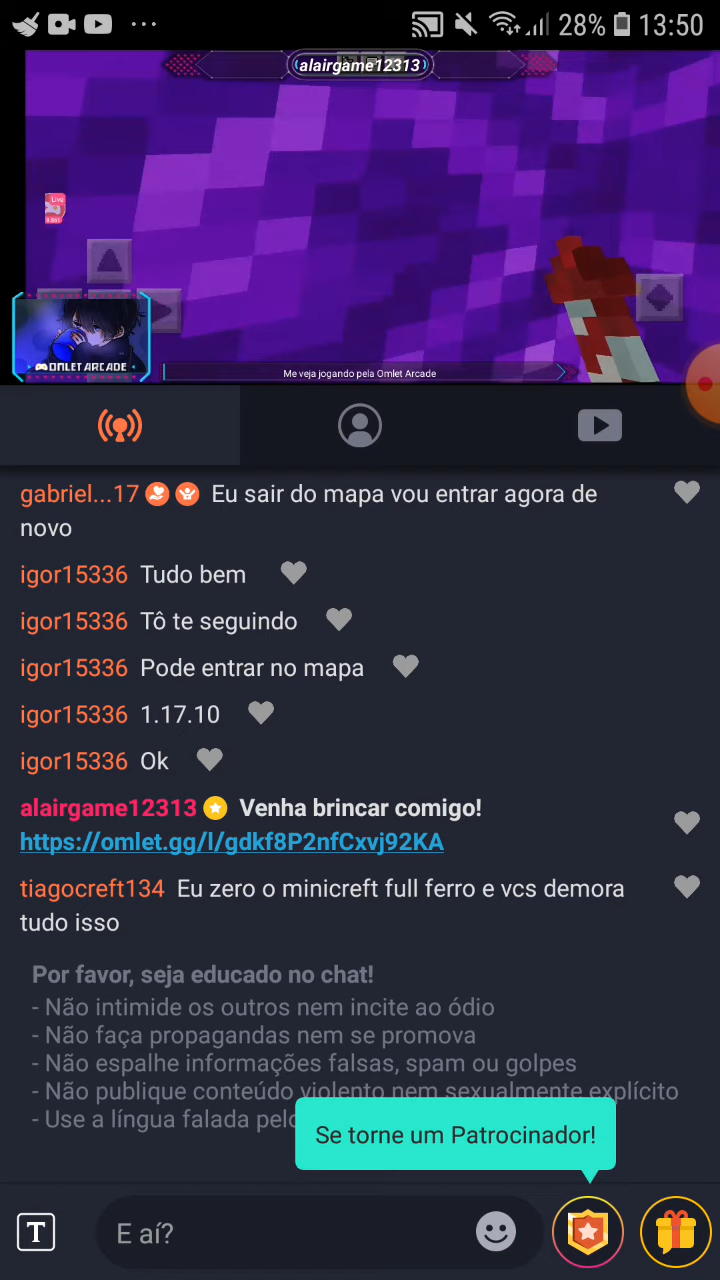 28% 13:50
alairgame12313
Live
OMLET ARCADE
Me veja jogando pela Omlet Arcade
gabriel...17 Eu sair do mapa vou entrar agora de
novo
igor15336 Tudo bem
igor15336 Tô te seguindo
igor15336 Pode entrar no mapa
igor15336 1.17.10
igor15336 Ok
alairgame12313 Venha brincar comigo!
https://omlet.gg/l/gdkf8P2nfCxvj92KA
tiagocreft134 Eu zero o minicreft full ferro e vcs demora
tudo isso
Por favor, seja educado no chat!
- Não intimide os outros nem incite ao ódio
- Não faça propagandas nem se promova
- Não espalhe informações falsas, spam ou golpes
- Não publique conteúdo violento nem sexualmente explícito
- Use a língua falada pelo
Se torne um Patrocinador!
T
E aí?